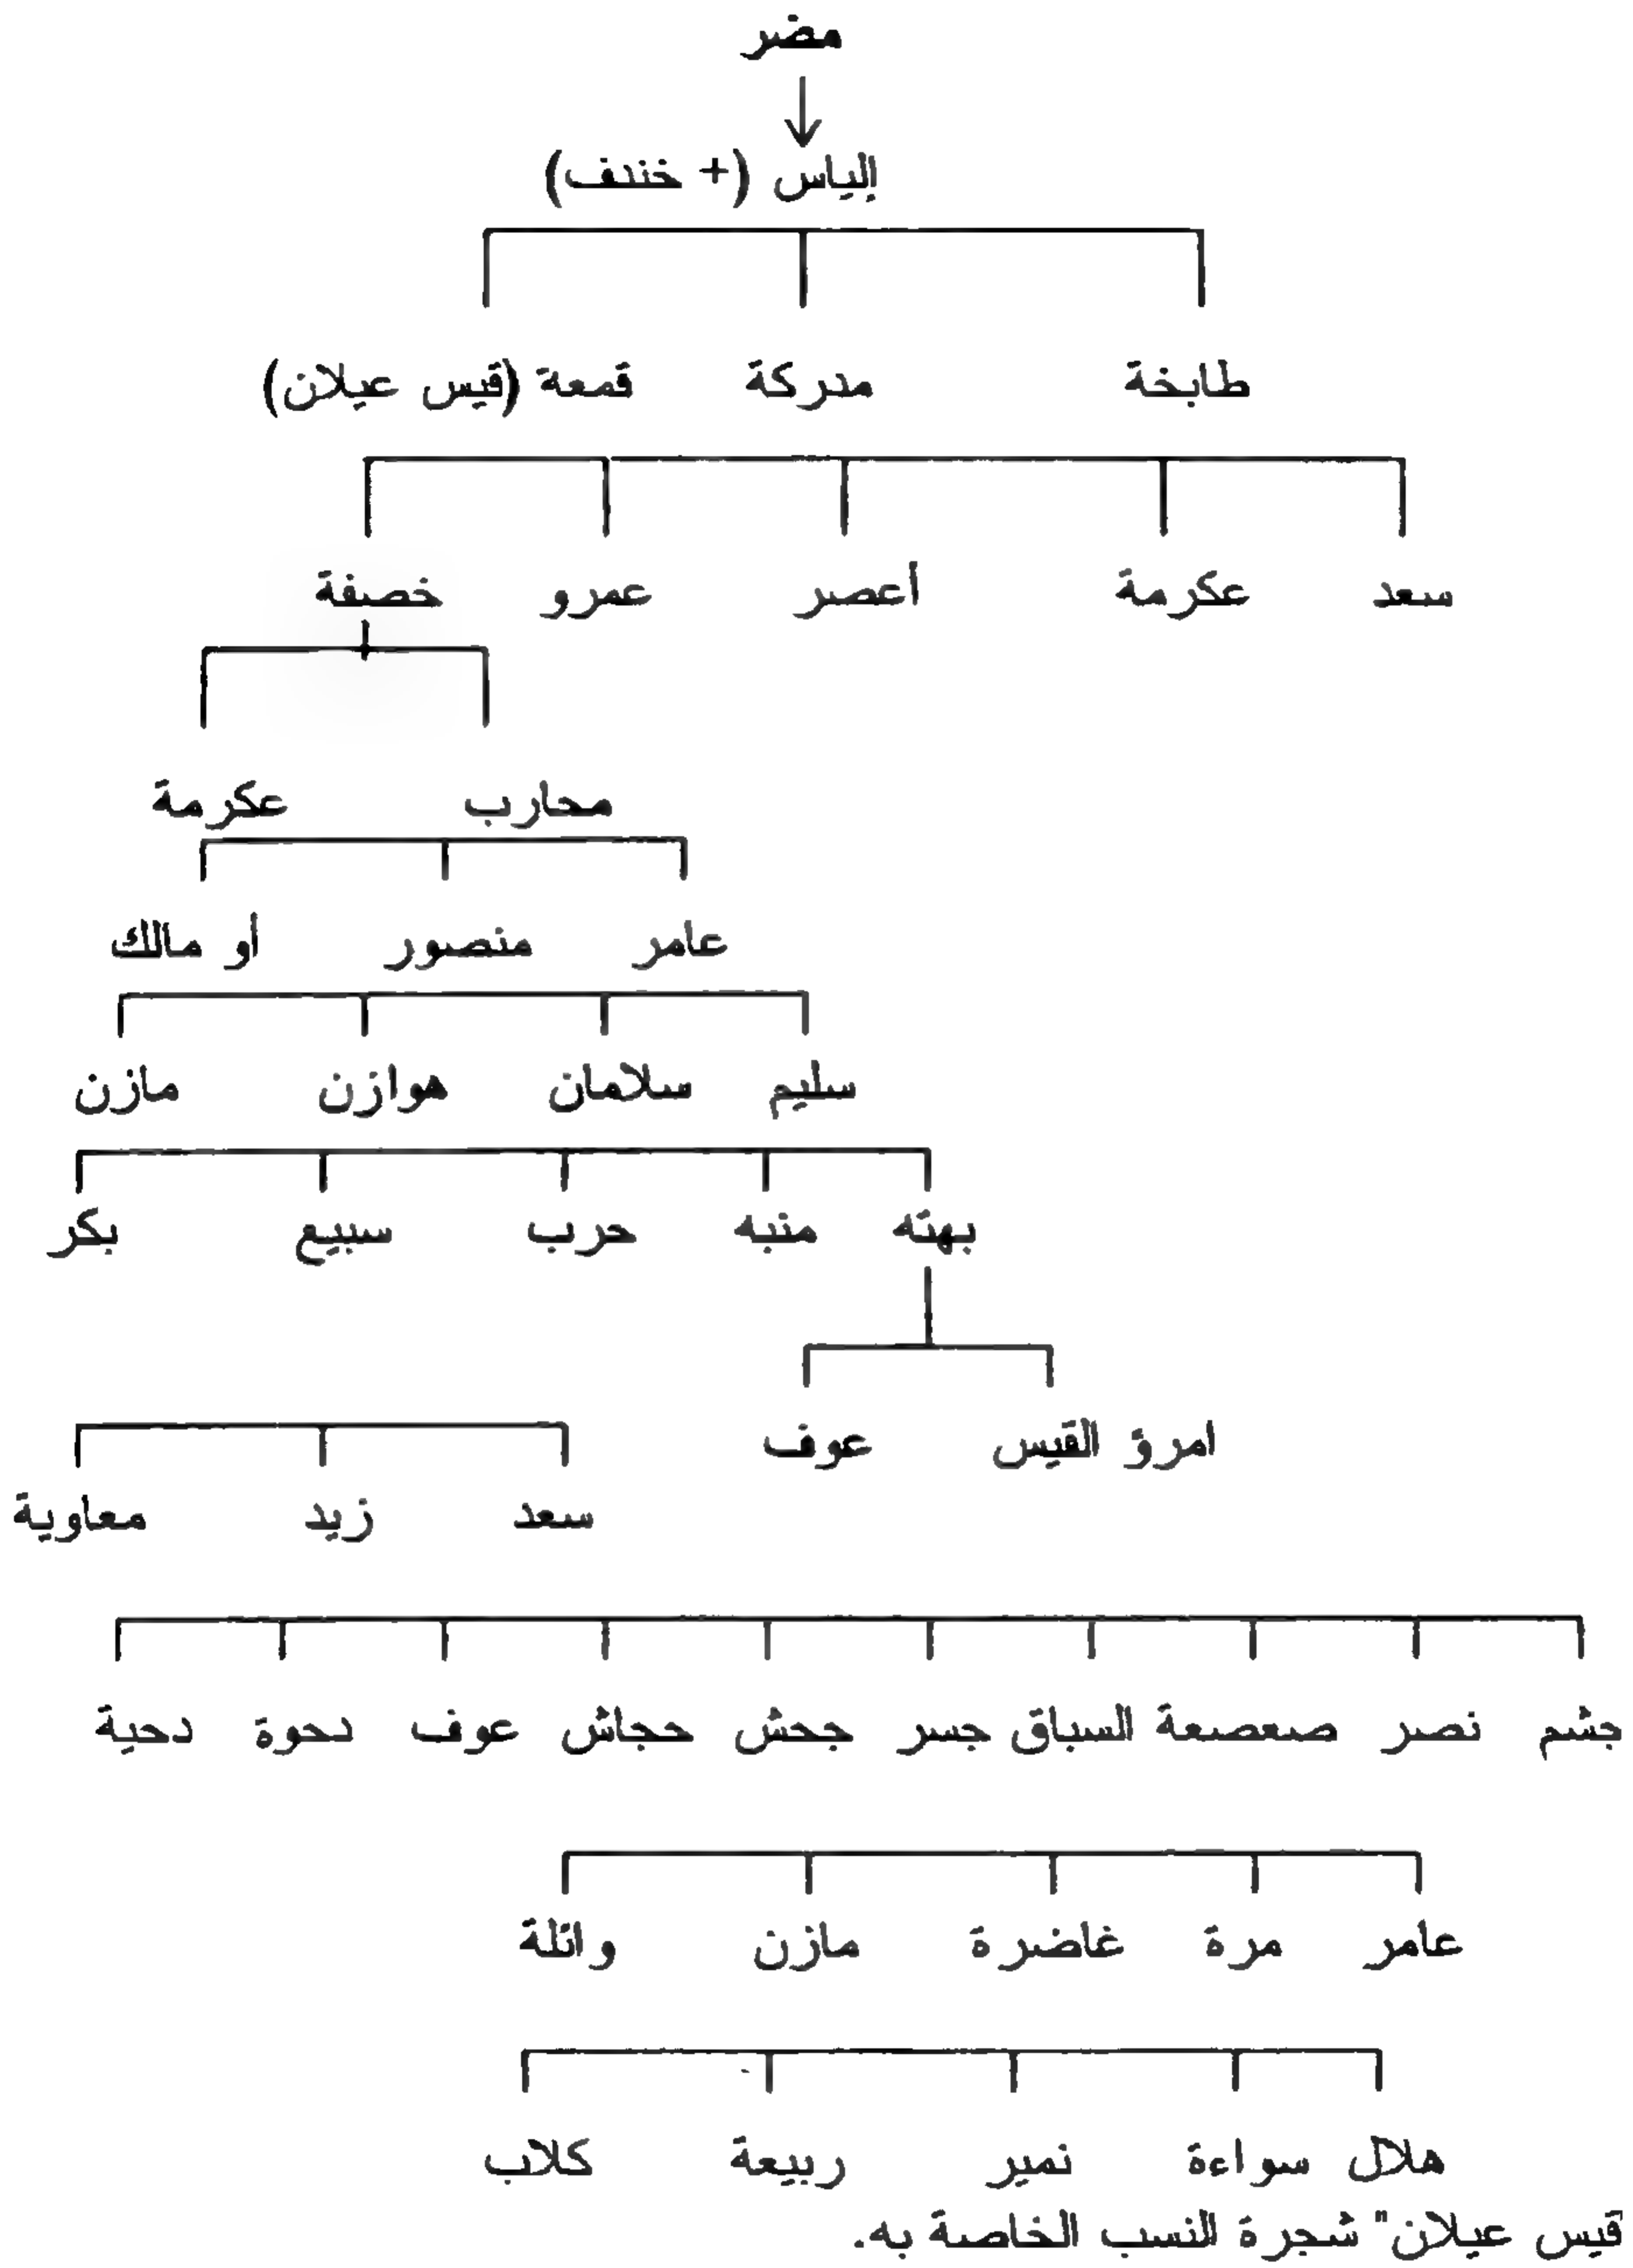 مضر
إلياس (+ خندف)
طابخة مدركة قمعة (قيس عيلان)
سعد عكرمة أعصر عمرو خصفة
محارب عكرمة
عامر منصور أو مالك
سليم سلامان هوازن مازن
بهته منبه حرب سبيع بكر
امرؤ القيس عوف
سعد زيد معاوية
جشم نصر صعصعة السباق جسر جحش حجاش عوف دحوة دحية
عامر مرة غاضرة مازن وائلة
هلال سواءة نمير ربيعة كلاب
قيس عيلان" شجرة النسب الخاصة به.